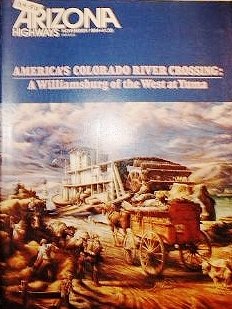 ARIZONA
HIGHWAYS
AMERICA'S COLORADO RIVER CROSSING:
A Williamsburg of the West at Yuma